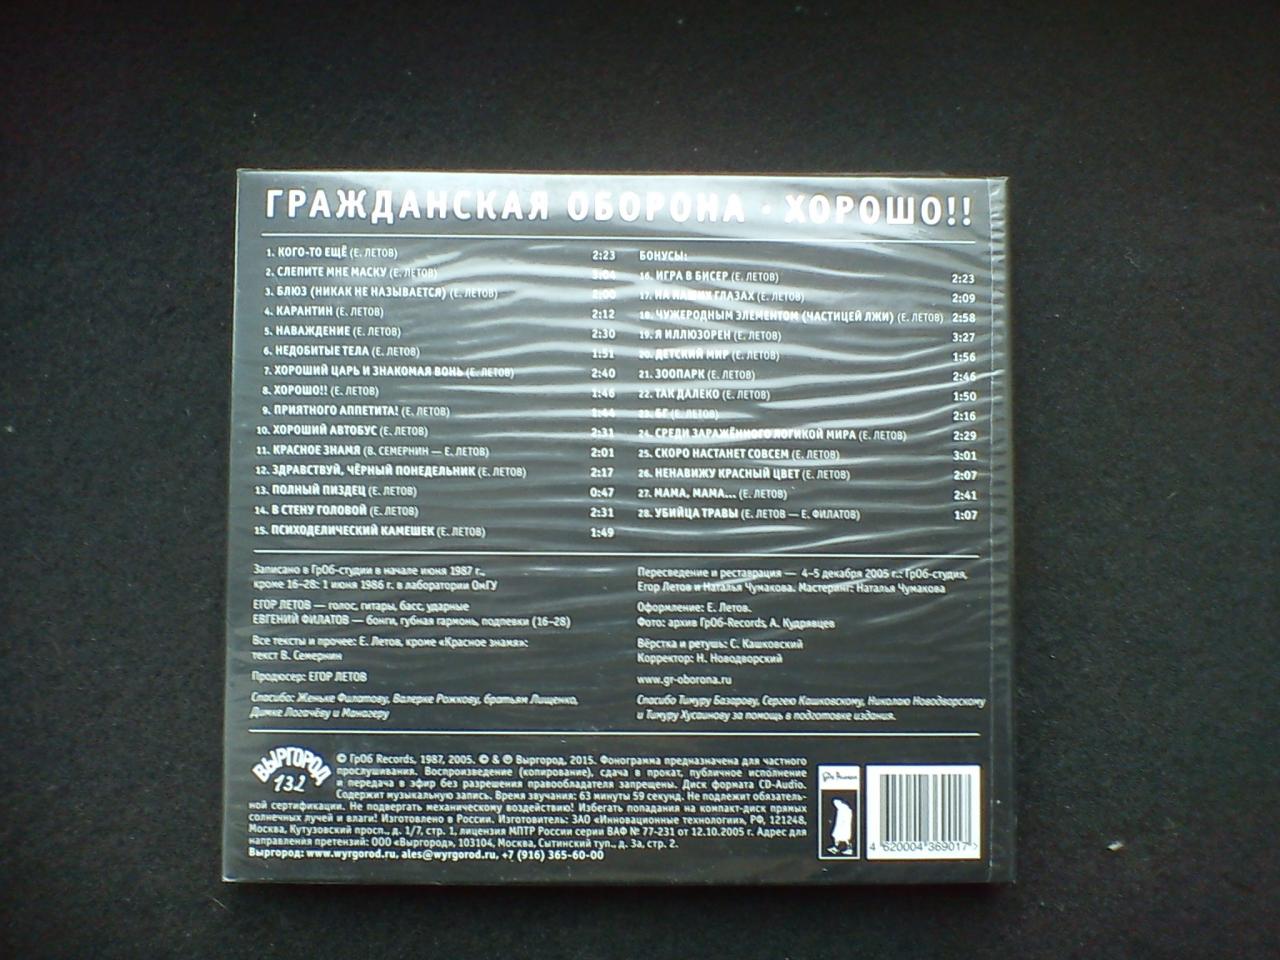 ГРАЖДАНСКАЯ ОБОРОНА · ХОРОШО!!
1. КОГО-ТО ЕЩЁ (Е. ЛЕТОВ) 2:23
2. СЛЕПИТЕ МНЕ МАСКУ (Е. ЛЕТОВ) 3:04
3. БЛЮЗ (НИКАК НЕ НАЗЫВАЕТСЯ) (Е. ЛЕТОВ)
4. КАРАНТИН (Е. ЛЕТОВ) 2:12
5. НАВАЖДЕНИЕ (Е. ЛЕТОВ) 2:30
6. НЕДОБИТЫЕ ТЕЛА (Е. ЛЕТОВ) 1:51
7. ХОРОШИЙ ЦАРЬ И ЗНАКОМАЯ ВОНЬ (Е. ЛЕТОВ) 2:40
8. ХОРОШО!! (Е. ЛЕТОВ) 1:46
9. ПРИЯТНОГО АППЕТИТА! (Е. ЛЕТОВ) 1:44
10. ХОРОШИЙ АВТОБУС (Е. ЛЕТОВ) 2:31
11. КРАСНОЕ ЗНАМЯ (В. СЕМЕРНИН — Е. ЛЕТОВ) 2:01
12. ЗДРАВСТВУЙ, ЧЁРНЫЙ ПОНЕДЕЛЬНИК (Е. ЛЕТОВ) 2:17
13. ПОЛНЫЙ ПИЗДЕЦ (Е. ЛЕТОВ) 0:47
14. В СТЕНУ ГОЛОВОЙ (Е. ЛЕТОВ) 2:31
15. ПСИХОДЕЛИЧЕСКИЙ КАМЕШЕК (Е. ЛЕТОВ) 1:49
БОНУСЫ:
16. ИГРА В БИСЕР (Е. ЛЕТОВ) 2:23
17. НА НАШИХ ГЛАЗАХ (Е. ЛЕТОВ) 2:09
18. ЧУЖЕРОДНЫМ ЭЛЕМЕНТОМ (ЧАСТИЦЕЙ ЛЖИ) (Е. ЛЕТОВ) 2:58
19. Я ИЛЛЮЗОРЕН (Е. ЛЕТОВ) 3:27
20. ДЕТСКИЙ МИР (Е. ЛЕТОВ) 1:56
21. ЗООПАРК (Е. ЛЕТОВ) 2:46
22. ТАК ДАЛЕКО (Е. ЛЕТОВ) 1:50
23. БГ (Е. ЛЕТОВ) 2:16
24. СРЕДИ ЗАРАЖЁННОГО ЛОГИКОЙ МИРА (Е. ЛЕТОВ) 2:29
25. СКОРО НАСТАНЕТ СОВСЕМ (Е. ЛЕТОВ) 3:01
26. НЕНАВИЖУ КРАСНЫЙ ЦВЕТ (Е. ЛЕТОВ) 2:07
27. МАМА, МАМА... (Е. ЛЕТОВ) 2:41
28. УБИЙЦА ТРАВЫ (Е. ЛЕТОВ — Е. ФИЛАТОВ) 1:07
Записано в ГрОб-студии в начале июня 1987 г.,
кроме 16-28: 1 июня 1986 г. в лаборатории ОмГУ
ЕГОР ЛЕТОВ — голос, гитары, басс, ударные
ЕВГЕНИЙ ФИЛАТОВ — бонги, губная гармонь, подпевки (16-28)
Все тексты и прочее: Е. Летов, кроме «Красное знамя»:
текст В. Семернин
Продюсер: ЕГОР ЛЕТОВ
Спасибо: Женьке Филатову, Валерке Рожкову, братьям Лищенко,
Димке Логачёву и Манагеру
Пересведение и реставрация — 4-5 декабря 2005 г.: ГрОб-студия,
Егор Летов и Наталья Чумакова. Мастеринг: Наталья Чумакова
Оформление: Е. Летов.
Фото: архив ГрОб-Records, А. Кудрявцев
Вёрстка и ретушь: С. Кашковский
Корректор: Н. Новодворский
www.gr-oborona.ru
Спасибо Тимуру Базарову, Сергею Кашковскому, Николаю Новодворскому
и Тимуру Хусаинову за помощь в подготовке издания.
ВЫРГОРОД
132
© ГрОб Records, 1987, 2005. © & ℗ Выргород, 2015. Фонограмма предназначена для частного
прослушивания. Воспроизведение (копирование), сдача в прокат, публичное исполнение
и передача в эфир без разрешения правообладателя запрещены. Диск формата CD-Audio.
Содержит музыкальную запись. Время звучания: 63 минуты 59 секунд. Не подлежит обязатель-
ной сертификации. Не подвергать механическому воздействию! Избегать попадания на компакт-диск прямых
солнечных лучей и влаги! Изготовлено в России. Изготовитель: ЗАО «Инновационные технологии», РФ, 121248,
Москва, Кутузовский просп., д. 1/7, стр. 1, лицензия МПТР России серии ВАФ № 77-231 от 12.10.2005 г. Адрес для
направления претензий: ООО «Выргород», 103104, Москва, Сытинский туп., д. 3а, стр. 2.
Выргород: www.wyrgorod.ru, ales@wyrgorod.ru, +7 (916) 365-60-00
4 620004 369017 >